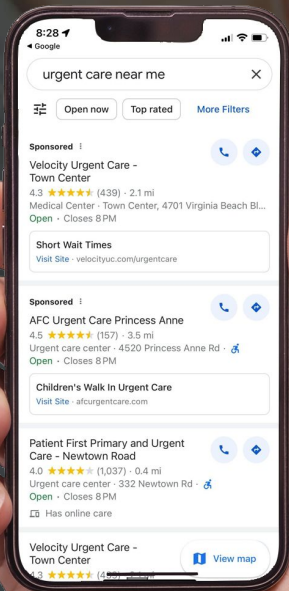 8:28
Google
urgent care near me
Open now
Top rated
More Filters
Sponsored
Velocity Urgent Care -
Town Center
4.3 (439) · 2.1 mi
Medical Center · Town Center, 4701 Virginia Beach Bl...
Open · Closes 8 PM
Short Wait Times
Visit Site · velocityuc.com/urgentcare
Sponsored
AFC Urgent Care Princess Anne
4.5 (157) · 3.5 mi
Urgent care center · 4520 Princess Anne Rd ·
Open · Closes 8 PM
Children's Walk In Urgent Care
Visit Site · afcurgentcare.com
Patient First Primary and Urgent
Care - Newtown Road
4.0 (1,037) · 0.4 mi
Urgent care center · 332 Newtown Rd ·
Open · Closes 8 PM
Has online care
Velocity Urgent Care -
Town Center
View map